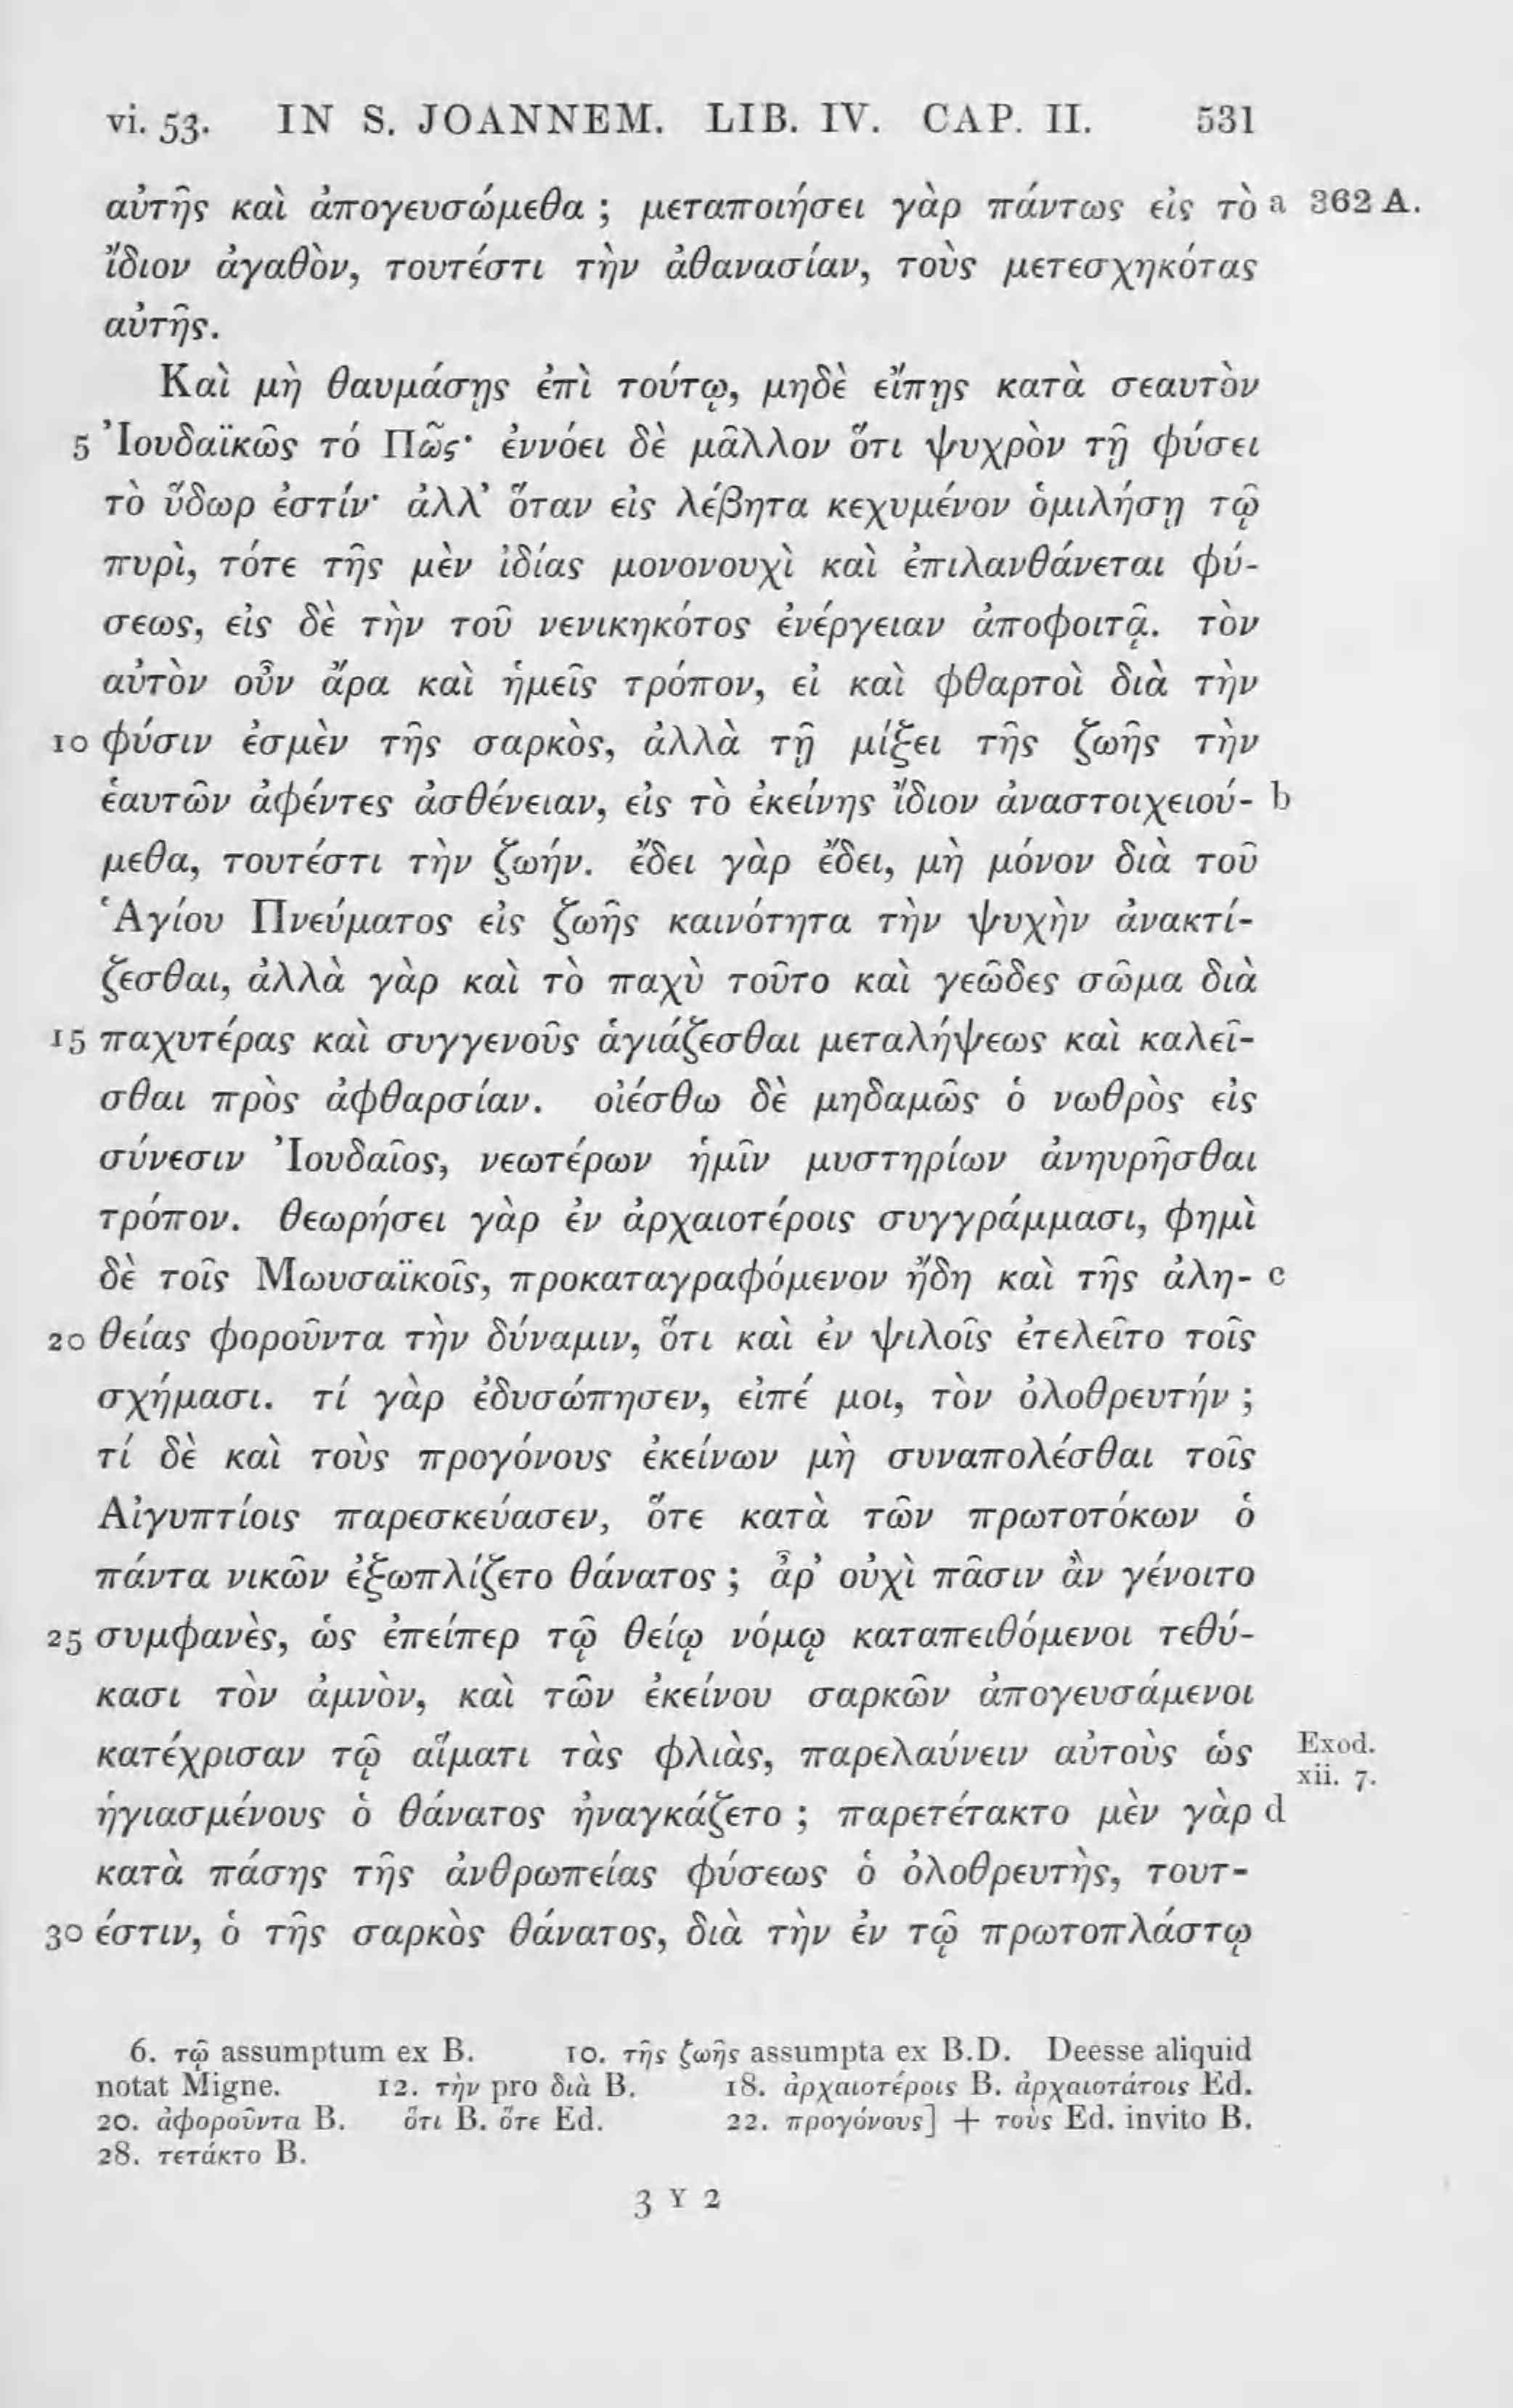 vi. 53. IN S. JOANNEM. LIB. IV. CAP. II. 531
αὐτῆς καὶ ἀπογευσώμεθα ; μεταποιήσει γὰρ πάντως εἰς τὸ a 362 A.
ἴδιον ἀγαθὸν, τουτέστι τὴν ἀθανασίαν, τοὺς μετεσχηκότας
αὐτῆς.
Καὶ μὴ θαυμάσῃς ἐπὶ τούτῳ, μηδὲ εἴπῃς κατὰ σεαυτὸν
5 Ἰουδαϊκῶς τό Πῶς· ἐννόει δὲ μᾶλλον ὅτι ψυχρὸν τῇ φύσει
τὸ ὕδωρ ἐστίν· ἀλλ’ ὅταν εἰς λέβητα κεχυμένον ὁμιλήσῃ τῷ
πυρὶ, τότε τῆς μὲν ἰδίας μονονουχὶ καὶ ἐπιλανθάνεται φύ-
σεως, εἰς δὲ τὴν τοῦ νενικηκότος ἐνέργειαν ἀποφοιτᾷ. τὸν
αὐτὸν οὖν ἄρα καὶ ἡμεῖς τρόπον, εἰ καὶ φθαρτοὶ διὰ τὴν
10 φύσιν ἐσμὲν τῆς σαρκὸς, ἀλλὰ τῇ μίξει τῆς ζωῆς τὴν
ἑαυτῶν ἀφέντες ἀσθένειαν, εἰς τὸ ἐκείνης ἴδιον ἀναστοιχειού- b
μεθα, τουτέστι τὴν ζωήν. ἔδει γὰρ ἔδει, μὴ μόνον διὰ τοῦ
Ἁγίου Πνεύματος εἰς ζωῆς καινότητα τὴν ψυχὴν ἀνακτί-
ζεσθαι, ἀλλὰ γὰρ καὶ τὸ παχὺ τοῦτο καὶ γεῶδες σῶμα διὰ
15 παχυτέρας καὶ συγγενοῦς ἁγιάζεσθαι μεταλήψεως καὶ καλεῖ-
σθαι πρὸς ἀφθαρσίαν. οἰέσθω δὲ μηδαμῶς ὁ νωθρὸς εἰς
σύνεσιν Ἰουδαῖος, νεωτέρων ἡμῖν μυστηρίων ἀνηυρῆσθαι
τρόπον. θεωρήσει γὰρ ἐν ἀρχαιοτέροις συγγράμμασι, φημὶ
δὲ τοῖς Μωυσαϊκοῖς, προκαταγραφόμενον ἤδη καὶ τῆς ἀλη- c
20 θείας φοροῦντα τὴν δύναμιν, ὅτι καὶ ἐν ψιλοῖς ἐτελεῖτο τοῖς
σχήμασι. τί γὰρ ἐδυσώπησεν, εἰπέ μοι, τὸν ὀλοθρευτήν ;
τί δὲ καὶ τοὺς προγόνους ἐκείνων μὴ συναπολέσθαι τοῖς
Αἰγυπτίοις παρεσκεύασεν, ὅτε κατὰ τῶν πρωτοτόκων ὁ
πάντα νικῶν ἐξωπλίζετο θάνατος ; ἆρ’ οὐχὶ πᾶσιν ἂν γένοιτο
25 συμφανὲς, ὡς ἐπείπερ τῷ θείῳ νόμῳ καταπειθόμενοι τεθύ-
κασι τὸν ἀμνὸν, καὶ τῶν ἐκείνου σαρκῶν ἀπογευσάμενοι
κατέχρισαν τῷ αἵματι τὰς φλιὰς, παρελαύνειν αὐτοὺς ὡς Exod.
xii. 7.
ἡγιασμένους ὁ θάνατος ἠναγκάζετο ; παρετέτακτο μὲν γὰρ d
κατὰ πάσης τῆς ἀνθρωπείας φύσεως ὁ ὀλοθρευτὴς, τουτ-
30 έστιν, ὁ τῆς σαρκὸς θάνατος, διὰ τὴν ἐν τῷ πρωτοπλάστῳ
6. τῷ assumptum ex B. 10. τῆς ζωῆς assumpta ex B.D. Deesse aliquid
notat Migne. 12. τὴν pro διὰ B. 18. ἀρχαιοτέροις B. ἀρχαιοτάτοις Ed.
20. ἀφοροῦντα B. ὅτι B. ὅτε Ed. 22. προγόνους] + τοὺς Ed. invito B.
28. τετάκτο B.
3 Y 2